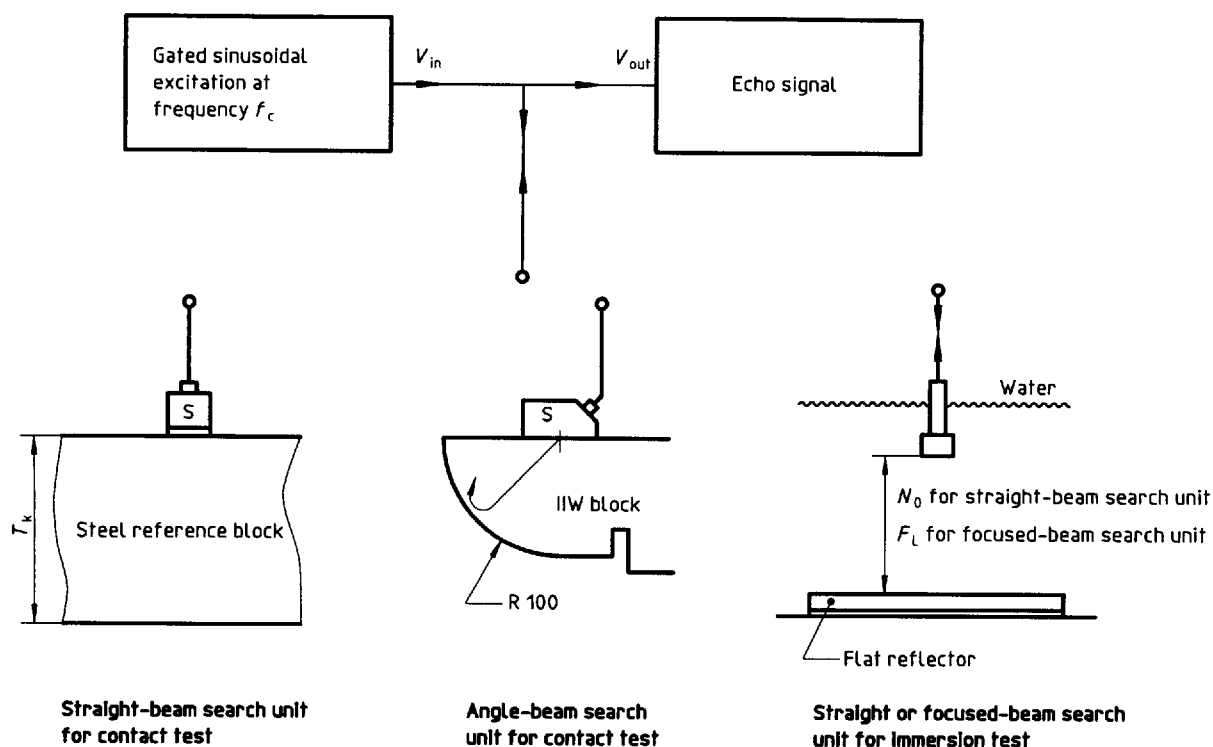 Gated sinusoidal
excitation at
frequency f_c
V_in
V_out
Echo signal
S
T_k
Steel reference block
S
IIW block
R 100
Water
N_0 for straight-beam search unit
F_L for focused-beam search unit
Flat reflector
Straight-beam search unit
for contact test
Angle-beam search
unit for contact test
Straight or focused-beam search
unit for immersion test